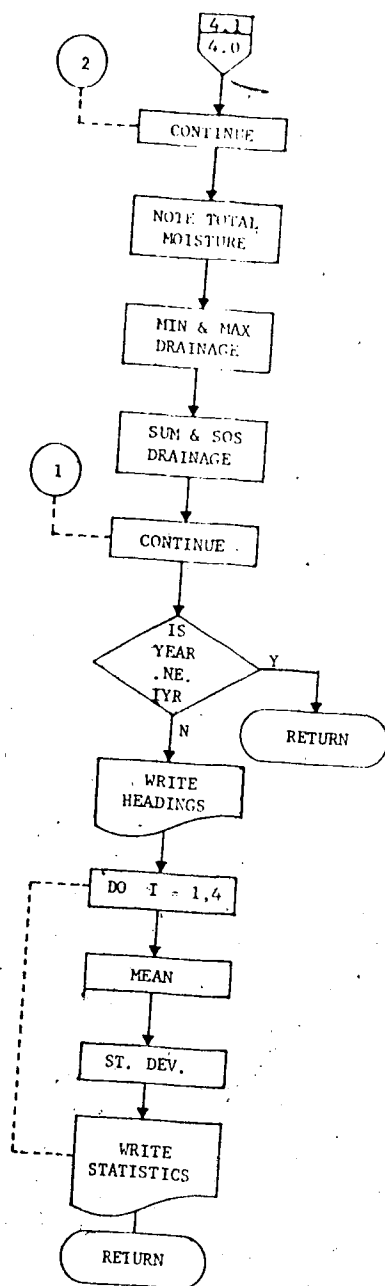 4.1
4.0
2
CONTINUE
NOTE TOTAL
MOISTURE
MIN & MAX
DRAINAGE
SUM & SOS
DRAINAGE
1
CONTINUE
IS
YEAR
.NE.
IYR
Y
N
RETURN
WRITE
HEADINGS
DO I = 1,4
MEAN
ST. DEV.
WRITE
STATISTICS
RETURN